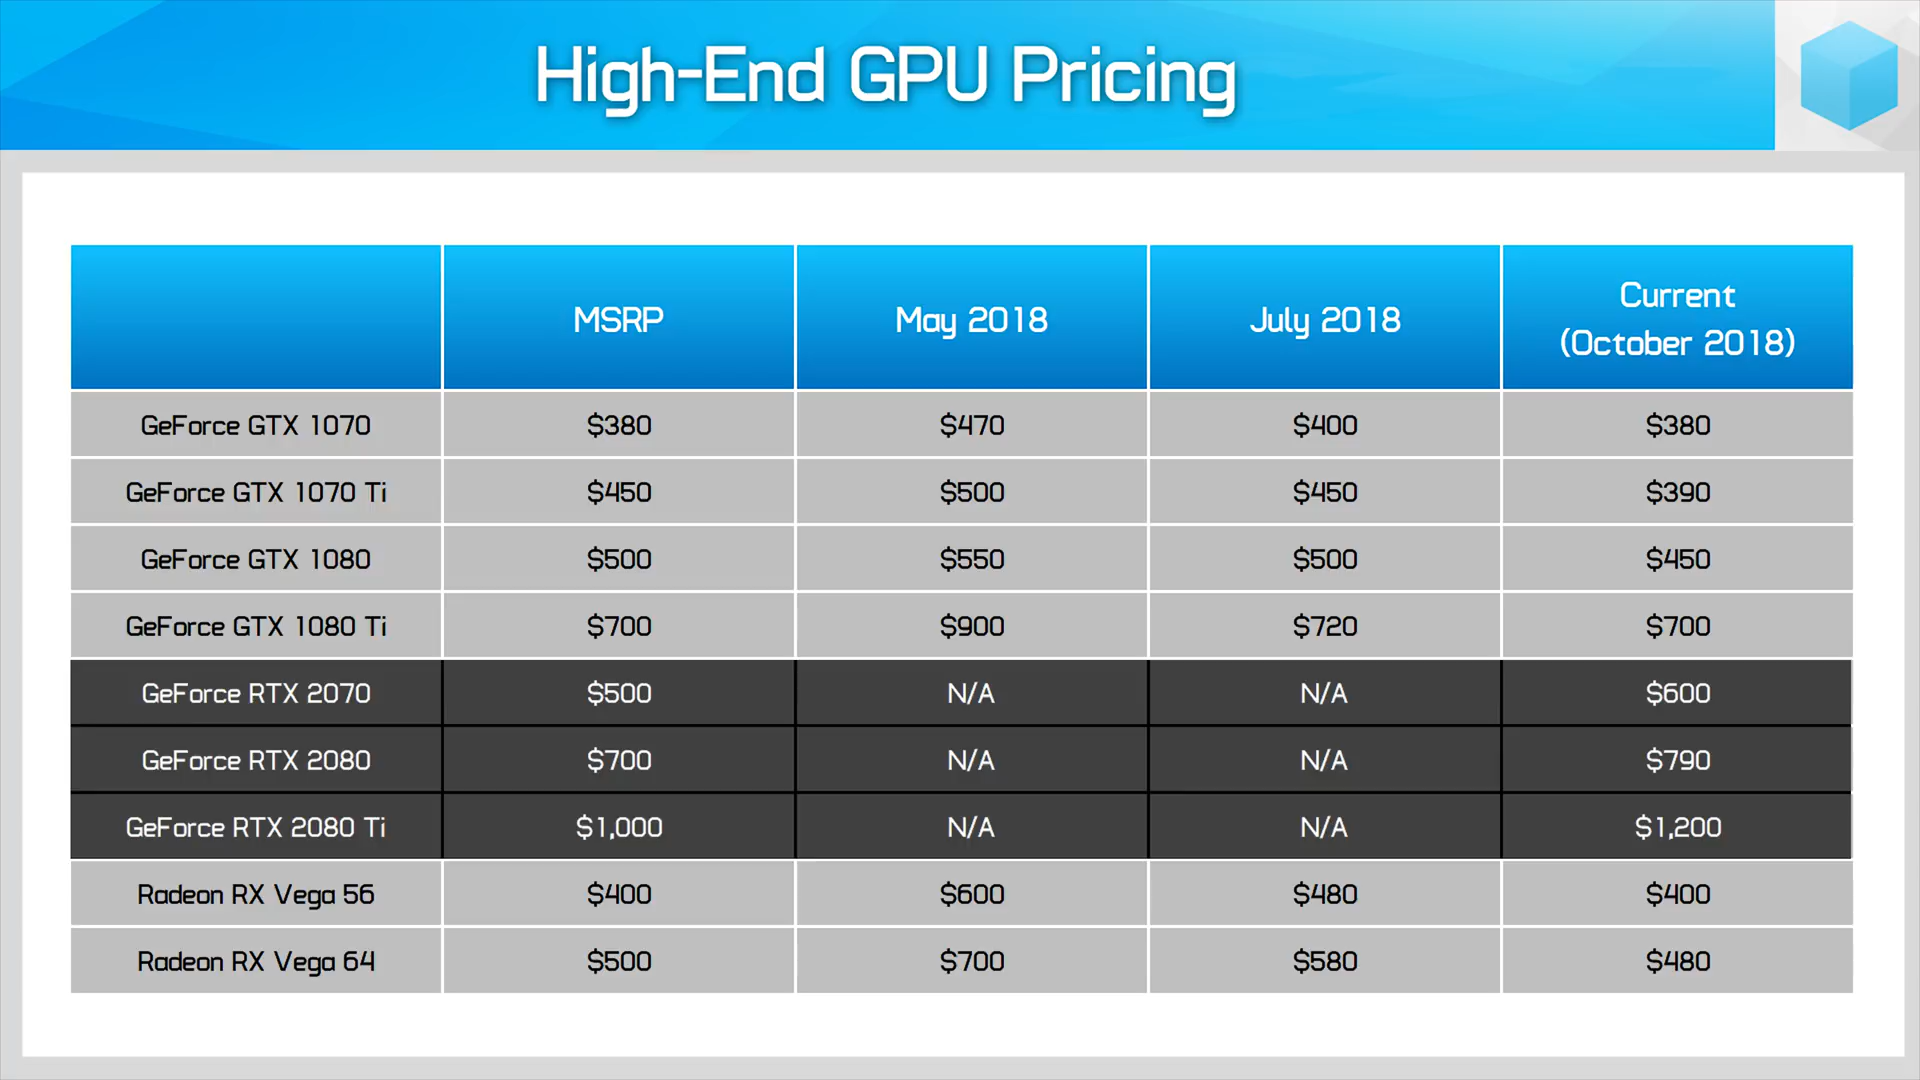 High-End GPU Pricing
MSRP May 2018 July 2018 Current
(October 2018)
GeForce GTX 1070 $380 $470 $400 $380
GeForce GTX 1070 Ti $450 $500 $450 $390
GeForce GTX 1080 $500 $550 $500 $450
GeForce GTX 1080 Ti $700 $900 $720 $700
GeForce RTX 2070 $500 N/A N/A $600
GeForce RTX 2080 $700 N/A N/A $790
GeForce RTX 2080 Ti $1,000 N/A N/A $1,200
Radeon RX Vega 56 $400 $600 $480 $400
Radeon RX Vega 64 $500 $700 $580 $480